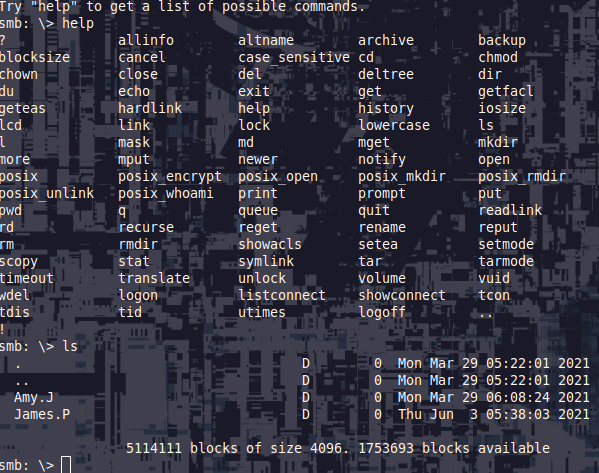 Try "help" to get a list of possible commands.
smb: \> help
? allinfo altname archive backup
blocksize cancel case_sensitive cd chmod
chown close del deltree dir
du echo exit get getfacl
geteas hardlink help history iosize
lcd link lock lowercase ls
l mask md mget mkdir
more mput newer notify open
posix posix_encrypt posix_open posix_mkdir posix_rmdir
posix_unlink posix_whoami print prompt put
pwd q queue quit readlink
rd recurse reget rename reput
rm rmdir showacls setea setmode
scopy stat symlink tar tarmode
timeout translate unlock volume vuid
wdel logon listconnect showconnect tcon
tdis tid utimes logoff ..
!
smb: \> ls
. D 0 Mon Mar 29 05:22:01 2021
.. D 0 Mon Mar 29 05:22:01 2021
Amy.J D 0 Mon Mar 29 06:08:24 2021
James.P D 0 Thu Jun 3 05:38:03 2021
5114111 blocks of size 4096. 1753693 blocks available
smb: \>